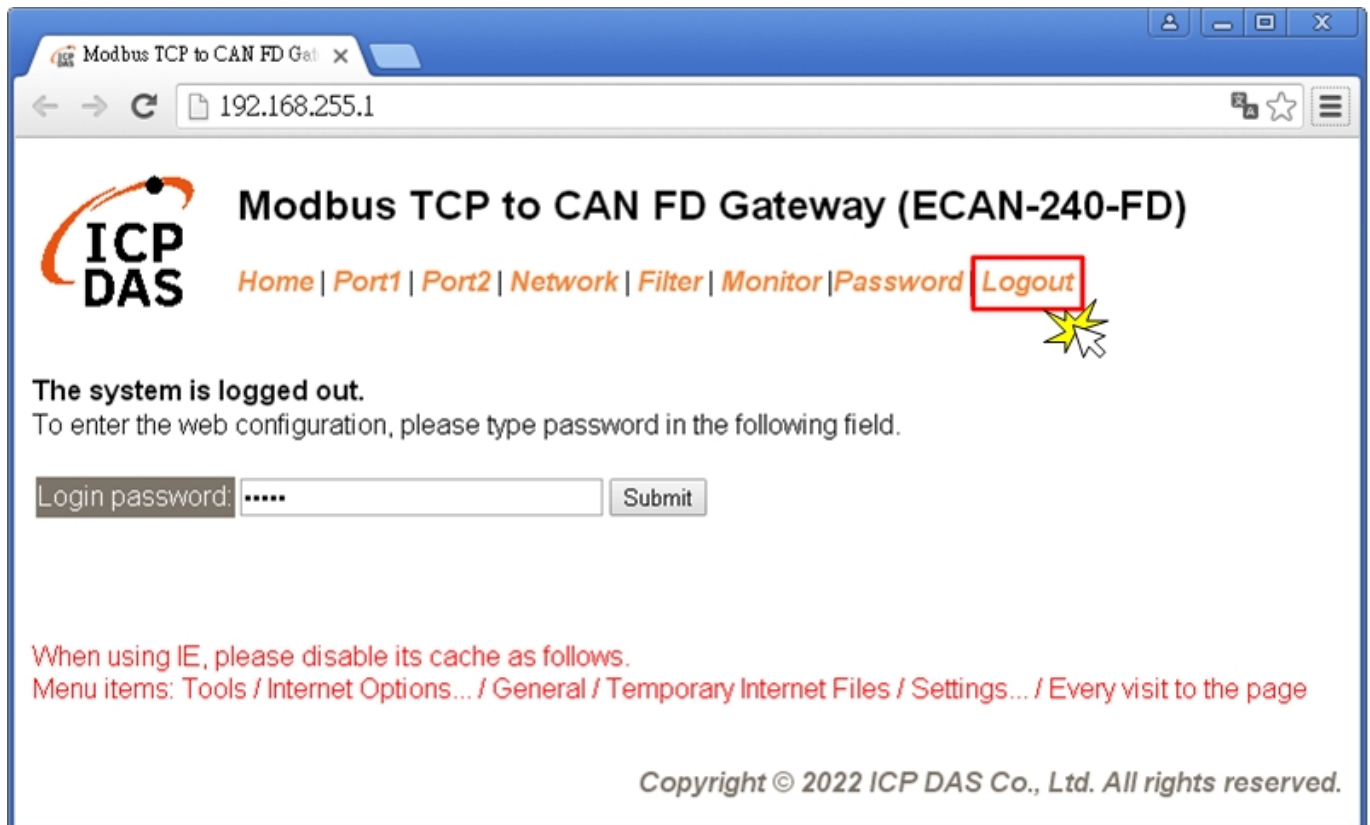 Modbus TCP to CAN FD Gat
192.168.255.1
ICP
DAS
Modbus TCP to CAN FD Gateway (ECAN-240-FD)
Home | Port1 | Port2 | Network | Filter | Monitor |Password | Logout
The system is logged out.
To enter the web configuration, please type password in the following field.
Login password: ••••• Submit
When using IE, please disable its cache as follows.
Menu items: Tools / Internet Options... / General / Temporary Internet Files / Settings... / Every visit to the page
Copyright © 2022 ICP DAS Co., Ltd. All rights reserved.